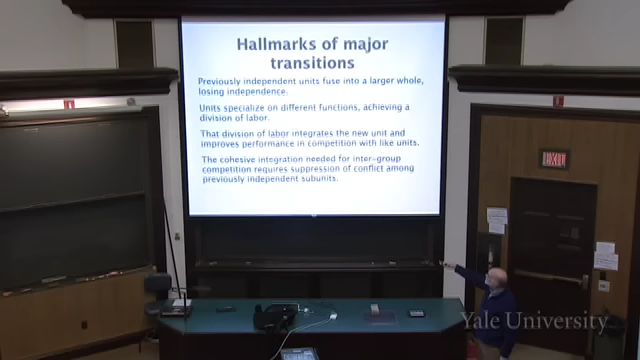 Hallmarks of major
transitions
Previously independent units fuse into a larger whole,
losing independence.
Units specialize on different functions, achieving a
division of labor.
That division of labor integrates the new unit and
improves performance in competition with like units.
The cohesive integration needed for inter-group
competition requires suppression of conflict among
previously independent subunits.
Yale University